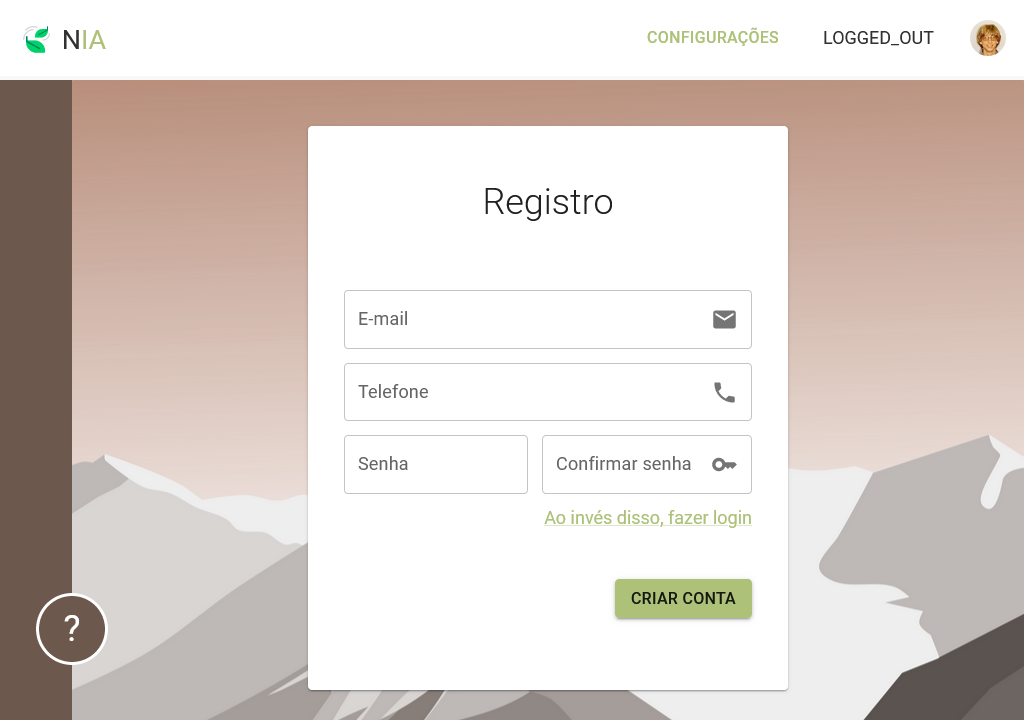 NIA
CONFIGURAÇÕES
LOGGED_OUT
Registro
E-mail
Telefone
Senha
Confirmar senha
Ao invés disso, fazer login
CRIAR CONTA
?